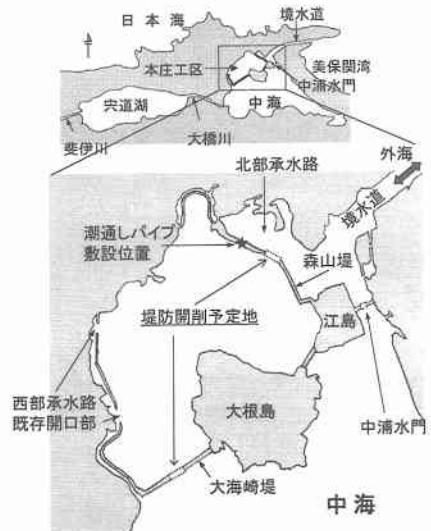 日本海
境水道
本庄工区
美保関湾
中浦水門
宍道湖
中海
斐伊川
大橋川
外海
北部承水路
境水道
潮通しパイプ
敷設位置
森山堤
堤防開削予定地
江島
西部承水路
既存開口部
大根島
中浦水門
大海崎堤
中海